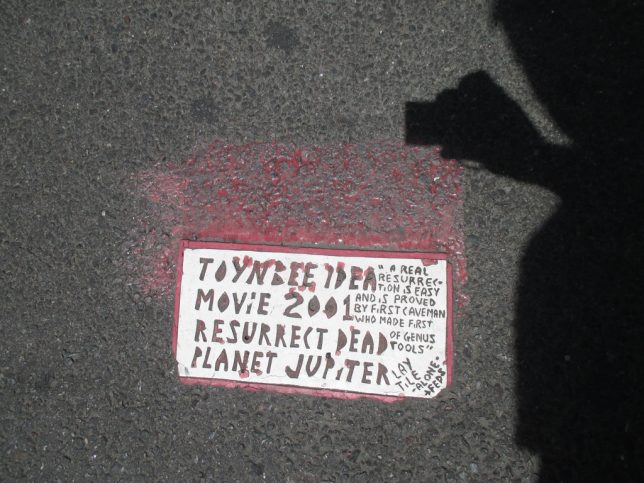 TOYNBEE IDEA
MOVIE 2001
RESURRECT DEAD
PLANET JUPITER
"A REAL
RESURREC-
TION IS EASY
AND IS PROVED
BY FIRST CAVEMAN
WHO MADE FIRST
OF GENUS
TOOLS"
LAY
TILE
ALONE
+FEDS